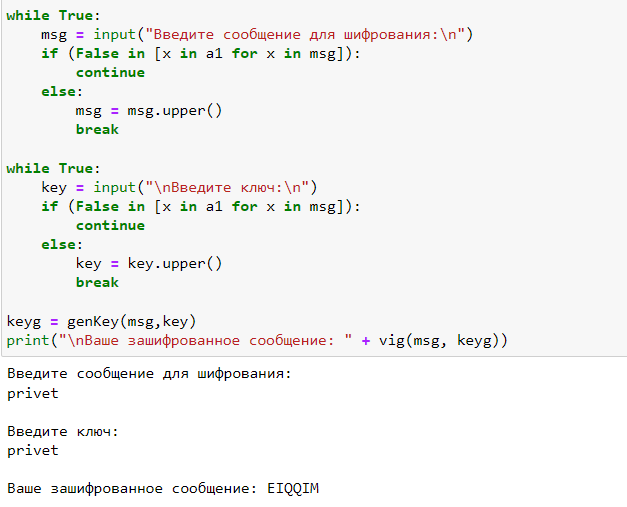 while True:
    msg = input("Введите сообщение для шифрования:\n")
    if (False in [x in a1 for x in msg]):
        continue
    else:
        msg = msg.upper()
        break
while True:
    key = input("\nВведите ключ:\n")
    if (False in [x in a1 for x in msg]):
        continue
    else:
        key = key.upper()
        break
keyg = genKey(msg,key)
print("\nВаше зашифрованное сообщение: " + vig(msg, keyg))
Введите сообщение для шифрования:
privet
Введите ключ:
privet
Ваше зашифрованное сообщение: EIQQIM